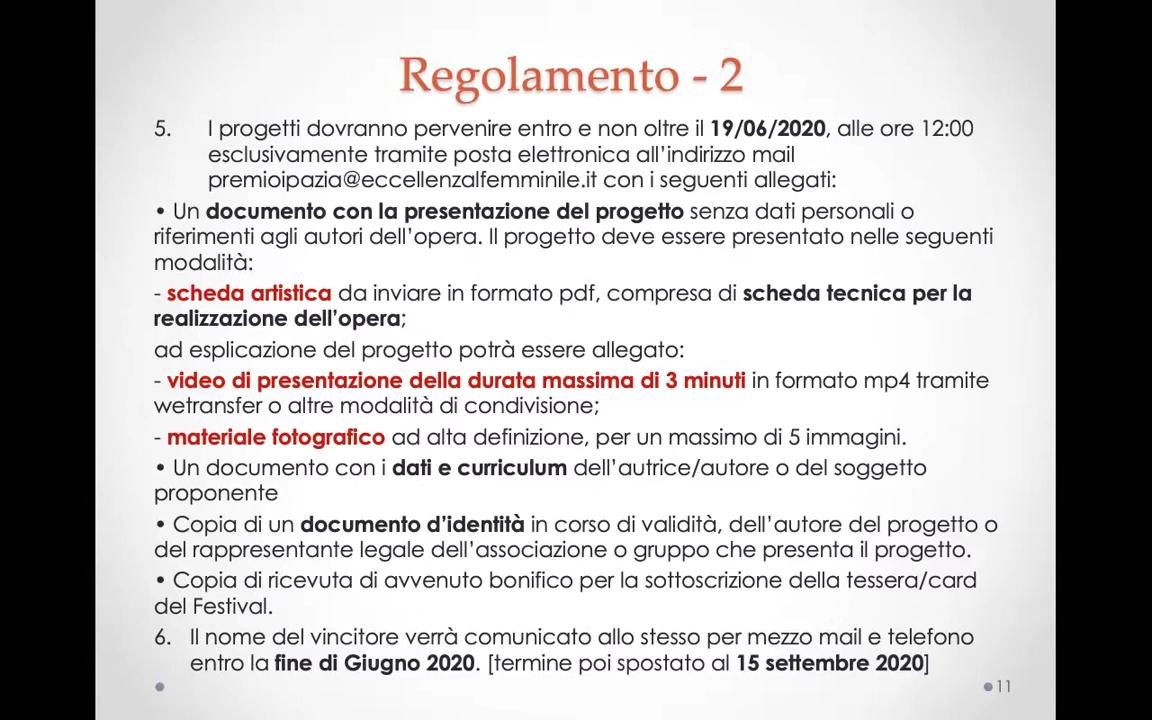 Regolamento - 2
5. I progetti dovranno pervenire entro e non oltre il 19/06/2020, alle ore 12:00
esclusivamente tramite posta elettronica all’indirizzo mail
premioipazia@eccellenzalfemminile.it con i seguenti allegati:
• Un documento con la presentazione del progetto senza dati personali o
riferimenti agli autori dell’opera. Il progetto deve essere presentato nelle seguenti
modalità:
- scheda artistica da inviare in formato pdf, compresa di scheda tecnica per la
realizzazione dell’opera;
ad esplicazione del progetto potrà essere allegato:
- video di presentazione della durata massima di 3 minuti in formato mp4 tramite
wetransfer o altre modalità di condivisione;
- materiale fotografico ad alta definizione, per un massimo di 5 immagini.
• Un documento con i dati e curriculum dell’autrice/autore o del soggetto
proponente
• Copia di un documento d’identità in corso di validità, dell’autore del progetto o
del rappresentante legale dell’associazione o gruppo che presenta il progetto.
• Copia di ricevuta di avvenuto bonifico per la sottoscrizione della tessera/card
del Festival.
6. Il nome del vincitore verrà comunicato allo stesso per mezzo mail e telefono
entro la fine di Giugno 2020. [termine poi spostato al 15 settembre 2020]
11